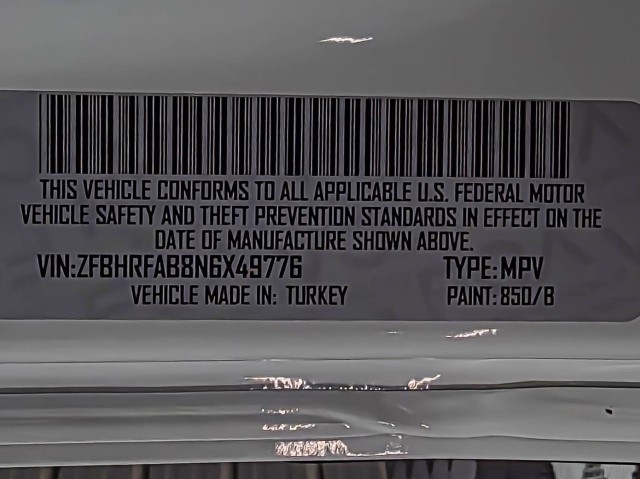 THIS VEHICLE CONFORMS TO ALL APPLICABLE U.S. FEDERAL MOTOR
VEHICLE SAFETY AND THEFT PREVENTION STANDARDS IN EFFECT ON THE
DATE OF MANUFACTURE SHOWN ABOVE.
VIN:ZFBHRFAB8N6X49776 TYPE:MPV
VEHICLE MADE IN: TURKEY PAINT:850/B